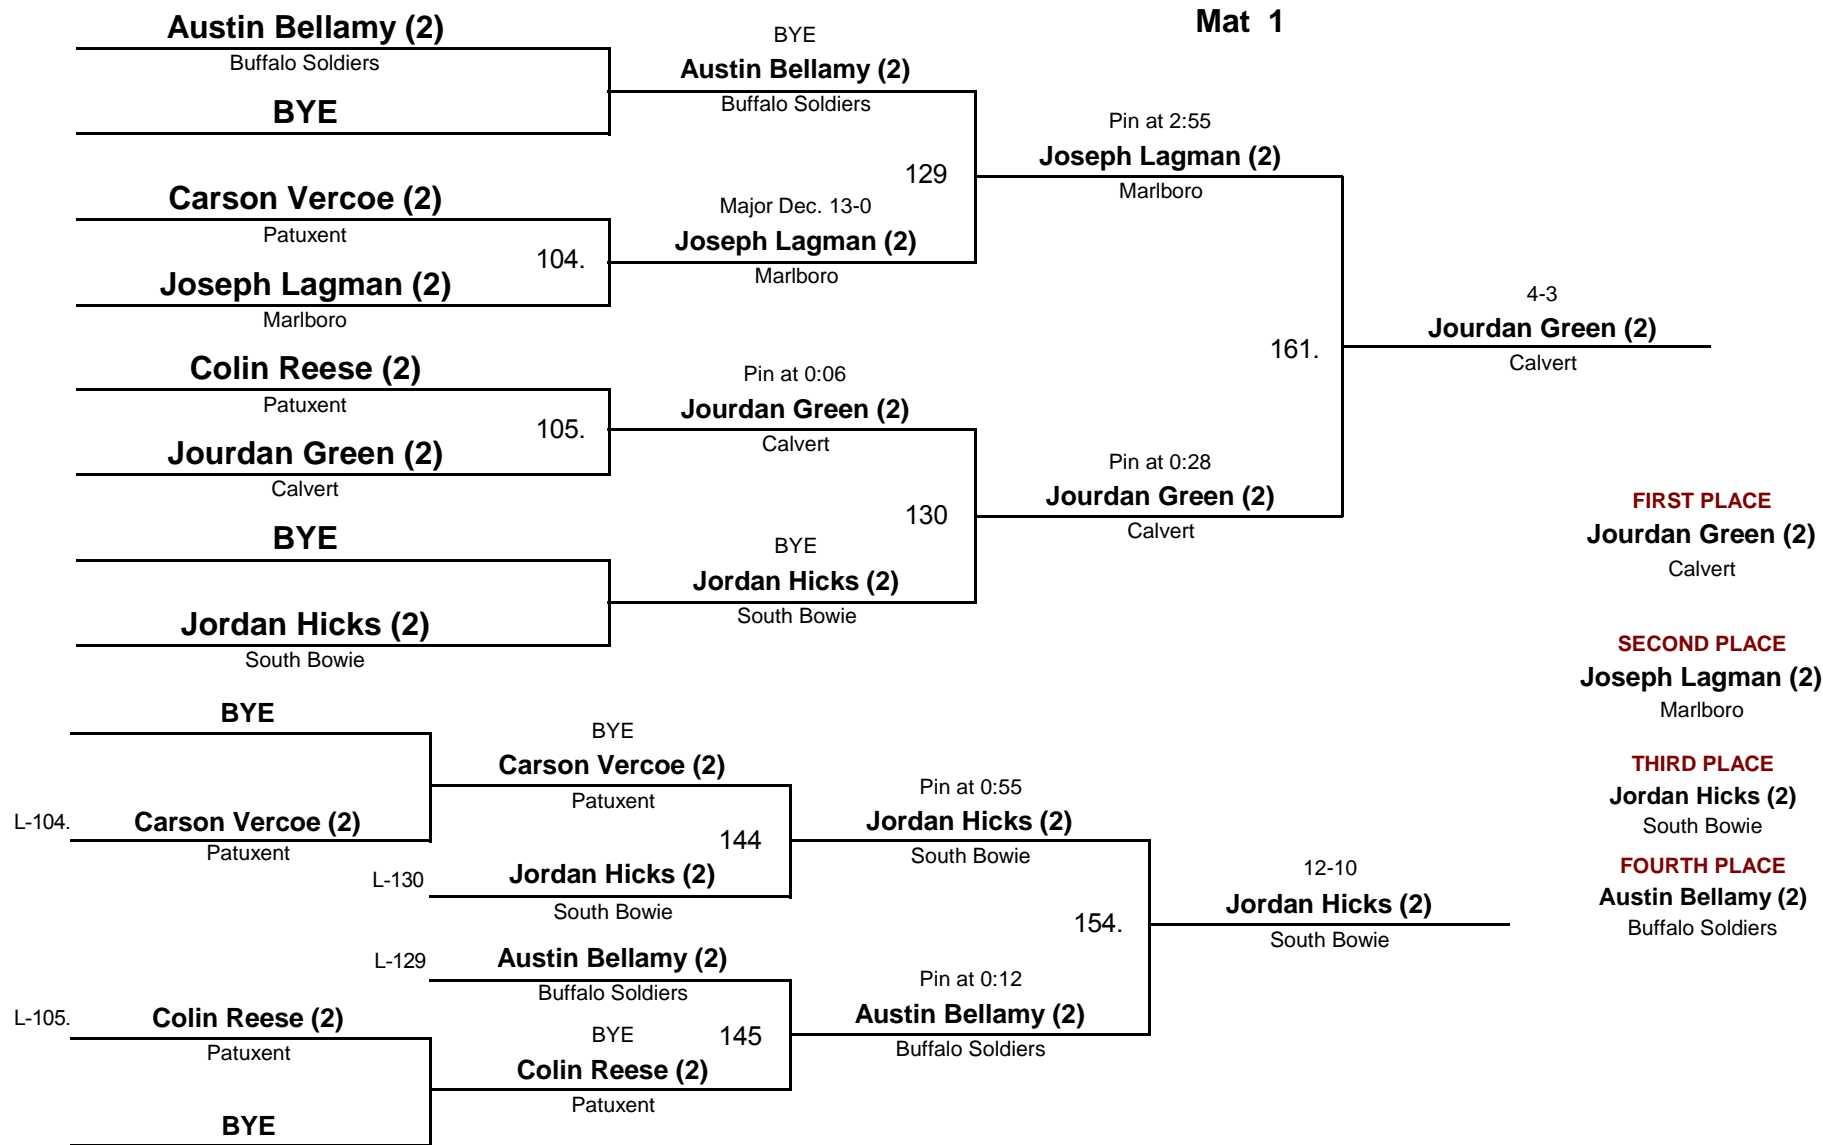 Mat 1
Austin Bellamy (2)
Buffalo Soldiers
BYE
Carson Vercoe (2)
Patuxent
104.
Joseph Lagman (2)
Marlboro
Colin Reese (2)
Patuxent
105.
Jourdan Green (2)
Calvert
BYE
Jordan Hicks (2)
South Bowie
BYE
Austin Bellamy (2)
Buffalo Soldiers
129
Major Dec. 13-0
Joseph Lagman (2)
Marlboro
Pin at 0:06
Jourdan Green (2)
Calvert
130
BYE
Jordan Hicks (2)
South Bowie
Pin at 2:55
Joseph Lagman (2)
Marlboro
161.
Pin at 0:28
Jourdan Green (2)
Calvert
4-3
Jourdan Green (2)
Calvert
FIRST PLACE
Jourdan Green (2)
Calvert
SECOND PLACE
Joseph Lagman (2)
Marlboro
THIRD PLACE
Jordan Hicks (2)
South Bowie
FOURTH PLACE
Austin Bellamy (2)
Buffalo Soldiers
BYE
L-104.
Carson Vercoe (2)
Patuxent
L-105.
Colin Reese (2)
Patuxent
BYE
BYE
Carson Vercoe (2)
Patuxent
144
L-130
Jordan Hicks (2)
South Bowie
L-129
Austin Bellamy (2)
Buffalo Soldiers
BYE
145
Colin Reese (2)
Patuxent
Pin at 0:55
Jordan Hicks (2)
South Bowie
154.
Pin at 0:12
Austin Bellamy (2)
Buffalo Soldiers
12-10
Jordan Hicks (2)
South Bowie